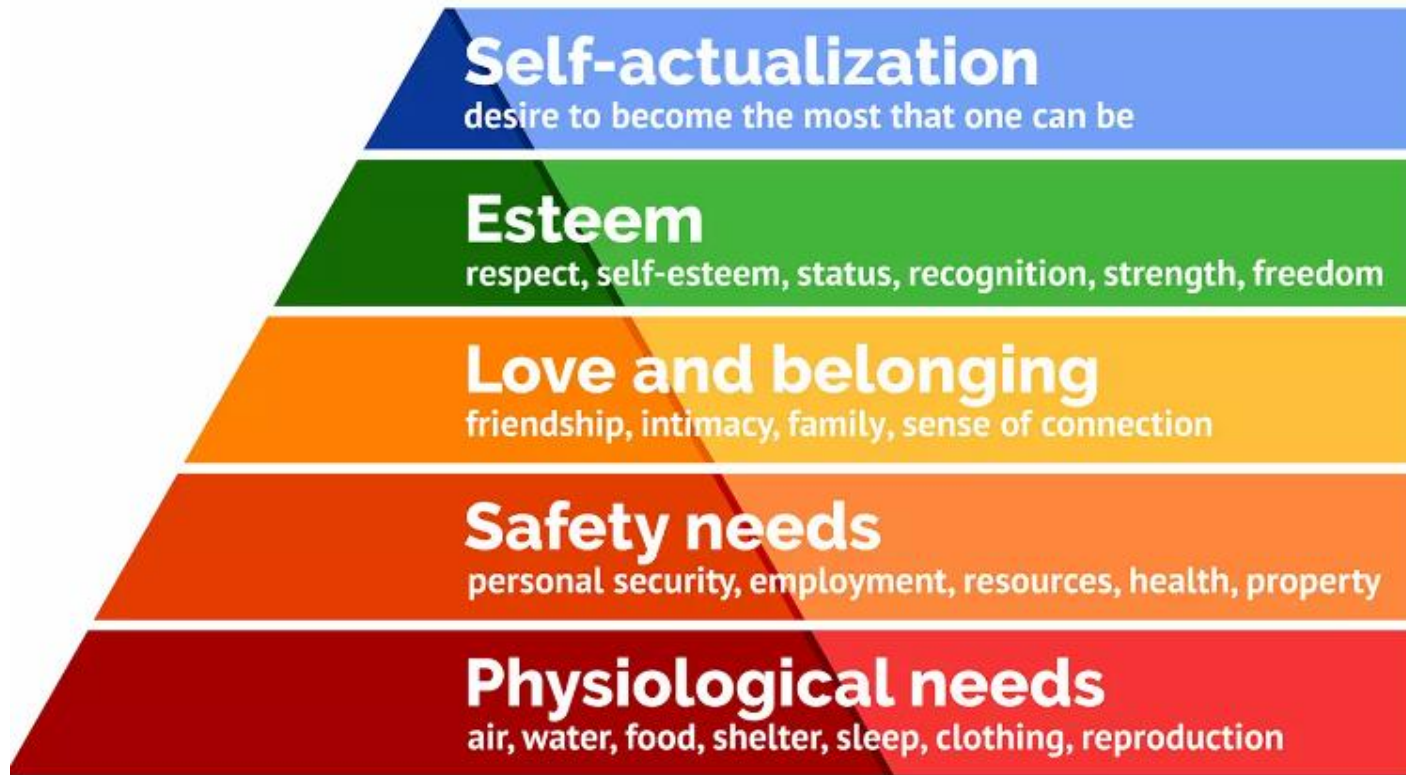 Self-actualization
desire to become the most that one can be
Esteem
respect, self-esteem, status, recognition, strength, freedom
Love and belonging
friendship, intimacy, family, sense of connection
Safety needs
personal security, employment, resources, health, property
Physiological needs
air, water, food, shelter, sleep, clothing, reproduction